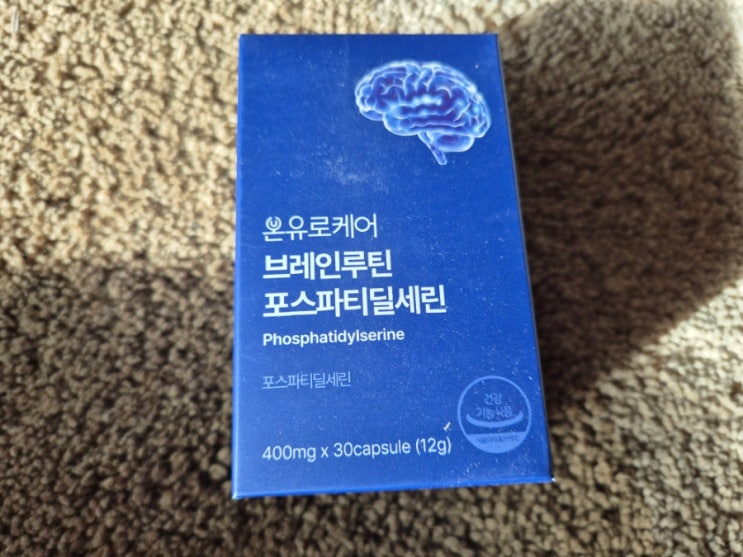 온유로케어
브레인루틴
포스파티딜세린
Phosphatidylserine
포스파티딜세린
건강
기능식품
400mg x 30capsule (12g)